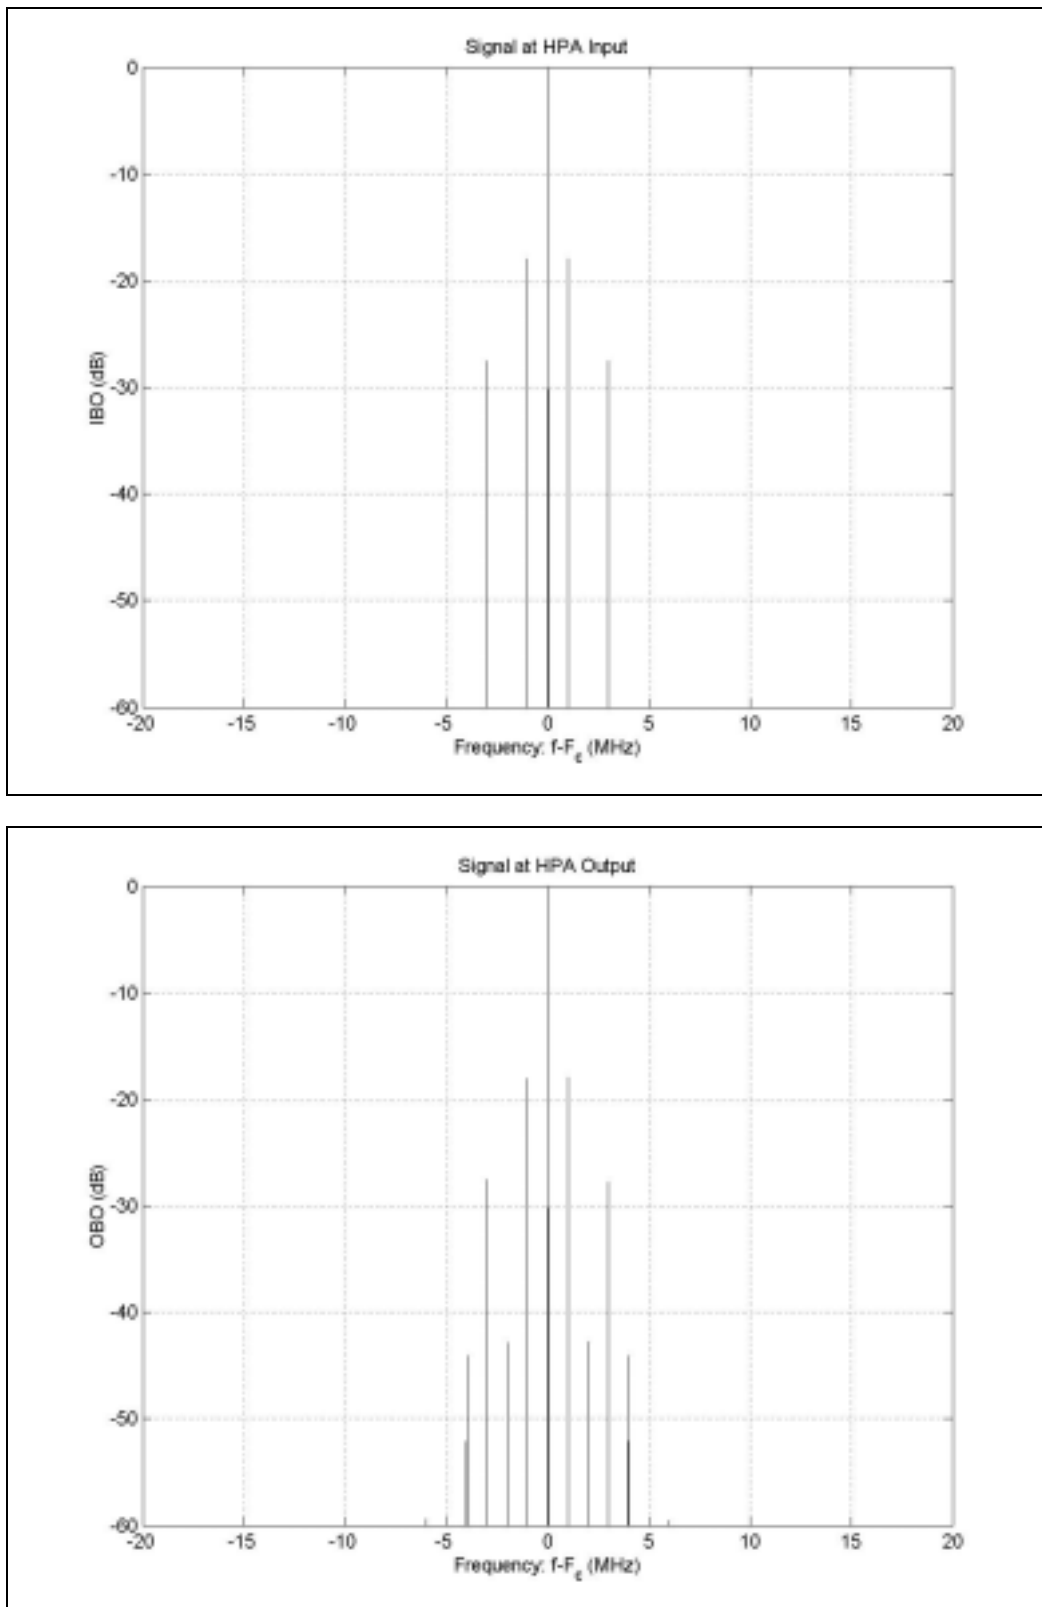 Signal at HPA Input
0
-10
-20
-30
-40
-50
-60
IBO (dB)
-20 -15 -10 -5 0 5 10 15 20
Frequency: f-Fc (MHz)
Signal at HPA Output
0
-10
-20
-30
-40
-50
-60
OBO (dB)
-20 -15 -10 -5 0 5 10 15 20
Frequency: f-Fc (MHz)